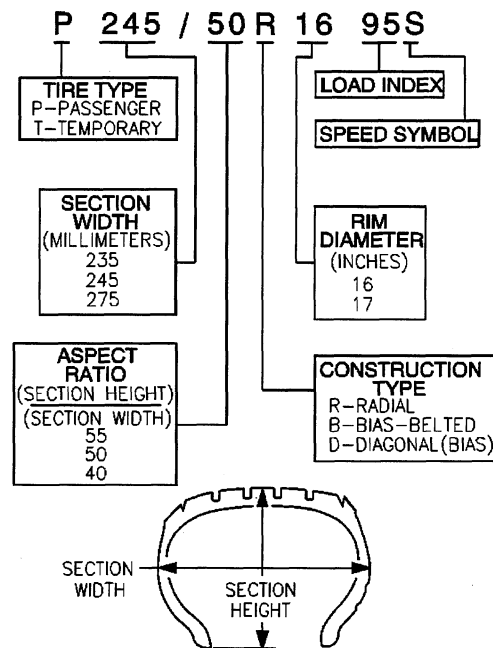 P 245 / 50 R 16 95S
TIRE TYPE
P-PASSENGER
T-TEMPORARY
LOAD INDEX
SPEED SYMBOL
SECTION
WIDTH
(MILLIMETERS)
235
245
275
RIM
DIAMETER
(INCHES)
16
17
ASPECT
RATIO
(SECTION HEIGHT)
(SECTION WIDTH)
55
50
40
CONSTRUCTION
TYPE
R-RADIAL
B-BIAS-BELTED
D-DIAGONAL(BIAS)
SECTION
WIDTH
SECTION
HEIGHT